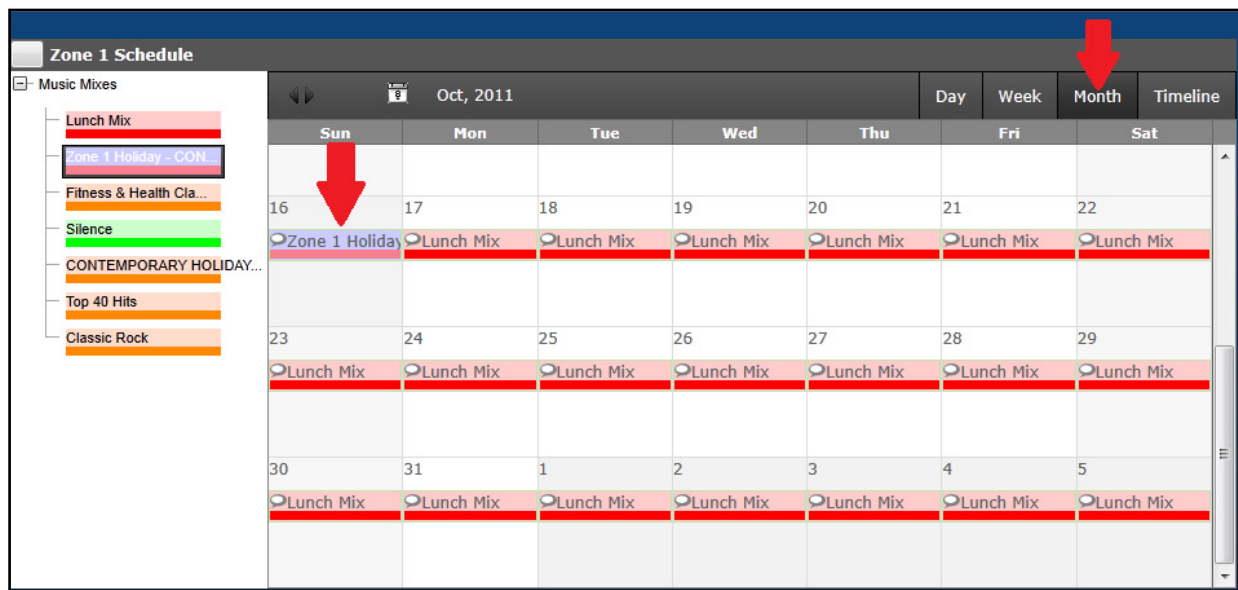 Zone 1 Schedule
Music Mixes
Lunch Mix
Zone 1 Holiday - CON...
Fitness & Health Cla...
Silence
CONTEMPORARY HOLIDAY...
Top 40 Hits
Classic Rock
8 Oct, 2011 Day Week Month Timeline
Sun Mon Tue Wed Thu Fri Sat
16 17 18 19 20 21 22
Zone 1 Holiday Lunch Mix Lunch Mix Lunch Mix Lunch Mix Lunch Mix Lunch Mix
23 24 25 26 27 28 29
Lunch Mix Lunch Mix Lunch Mix Lunch Mix Lunch Mix Lunch Mix Lunch Mix
30 31 1 2 3 4 5
Lunch Mix Lunch Mix Lunch Mix Lunch Mix Lunch Mix Lunch Mix Lunch Mix